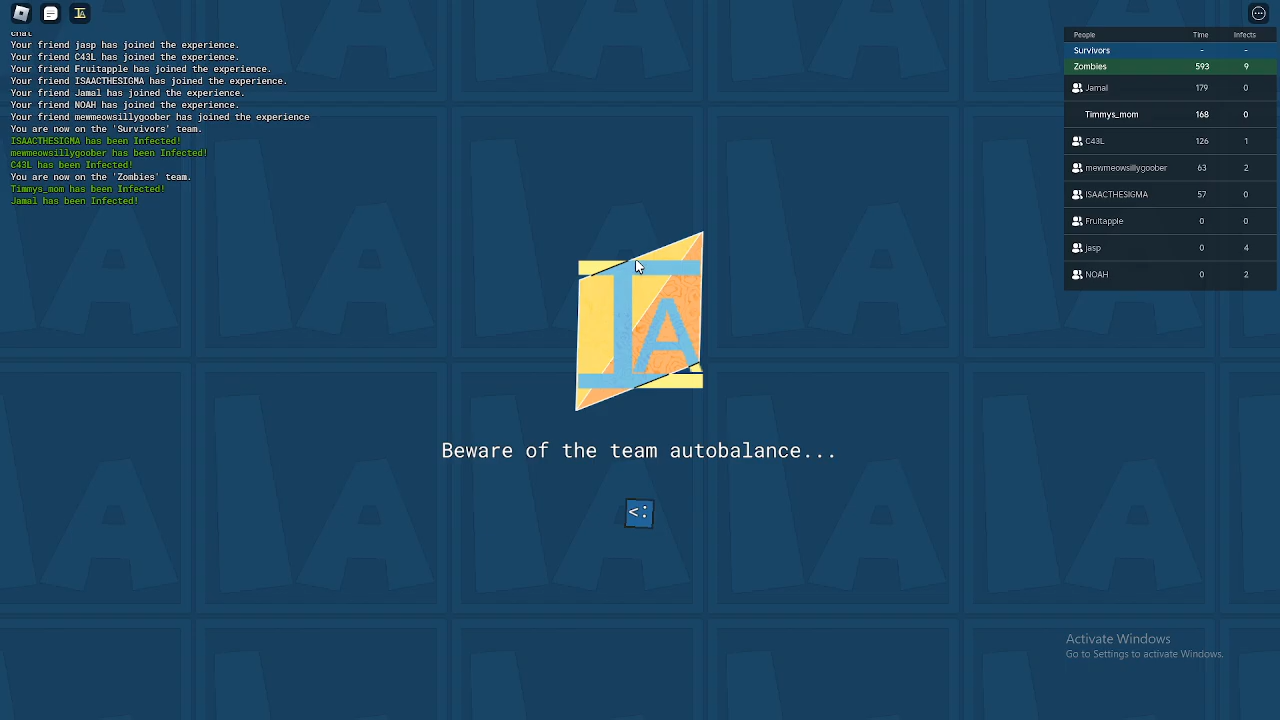 chat
Your friend jasp has joined the experience.
Your friend C43L has joined the experience.
Your friend Fruitapple has joined the experience.
Your friend ISAACTHESIGMA has joined the experience.
Your friend Jamal has joined the experience.
Your friend NOAH has joined the experience.
Your friend mewmeowsillygoober has joined the experience
You are now on the 'Survivors' team.
ISAACTHESIGMA has been Infected!
mewmeowsillygoober has been Infected!
C43L has been Infected!
You are now on the 'Zombies' team.
Timmys_mom has been Infected!
Jamal has been Infected!
People Time Infects
Survivors - -
Zombies 593 9
Jamal 179 0
Timmys_mom 168 0
C43L 126 1
mewmeowsillygoober 63 2
ISAACTHESIGMA 57 0
Fruitapple 0 0
jasp 0 4
NOAH 0 2
IA
Beware of the team autobalance...
<:
Activate Windows
Go to Settings to activate Windows.